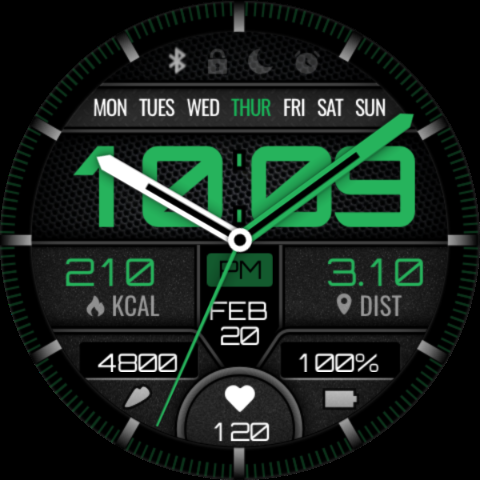 MON TUES WED THUR FRI SAT SUN
10:09
210 PM 3.10
KCAL FEB DIST
20
4800 100%
120